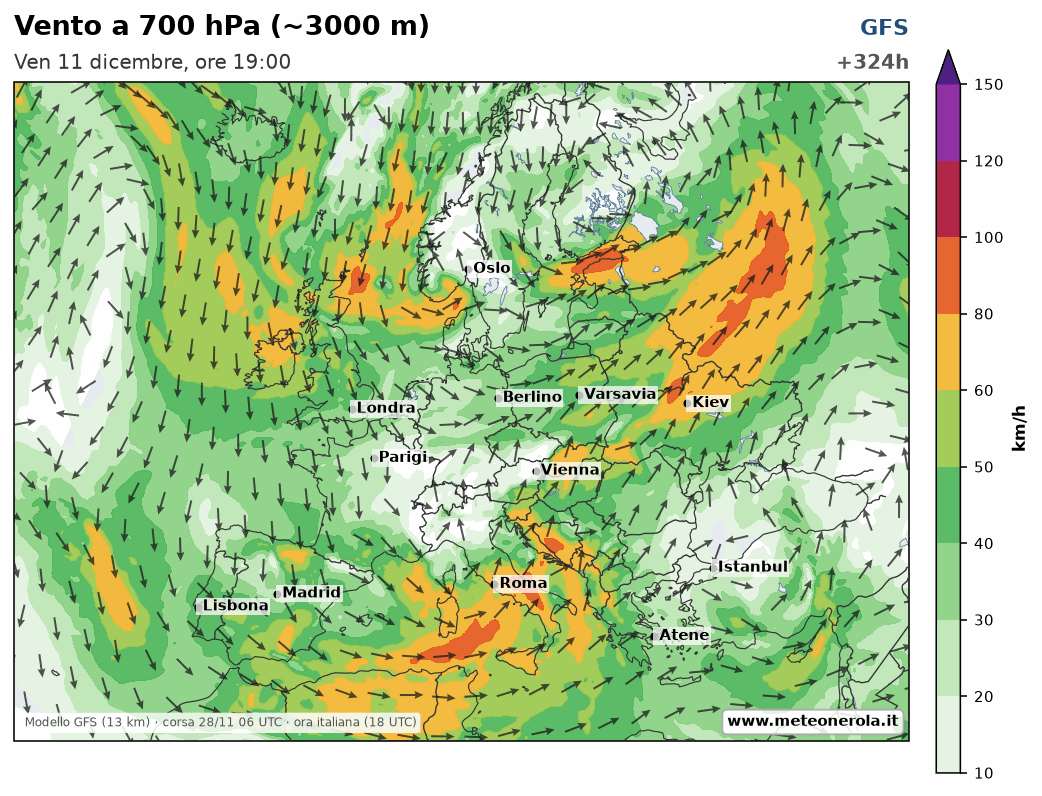 Vento a 700 hPa (~3000 m)
GFS
Ven 11 dicembre, ore 19:00
+324h
150
120
100
80
60
50
40
30
20
10
km/h
Oslo
Londra
Berlino
Varsavia
Kiev
Parigi
Vienna
Istanbul
Roma
Madrid
Lisbona
Atene
Modello GFS (13 km) · corsa 28/11 06 UTC · ora italiana (18 UTC)
www.meteonerola.it